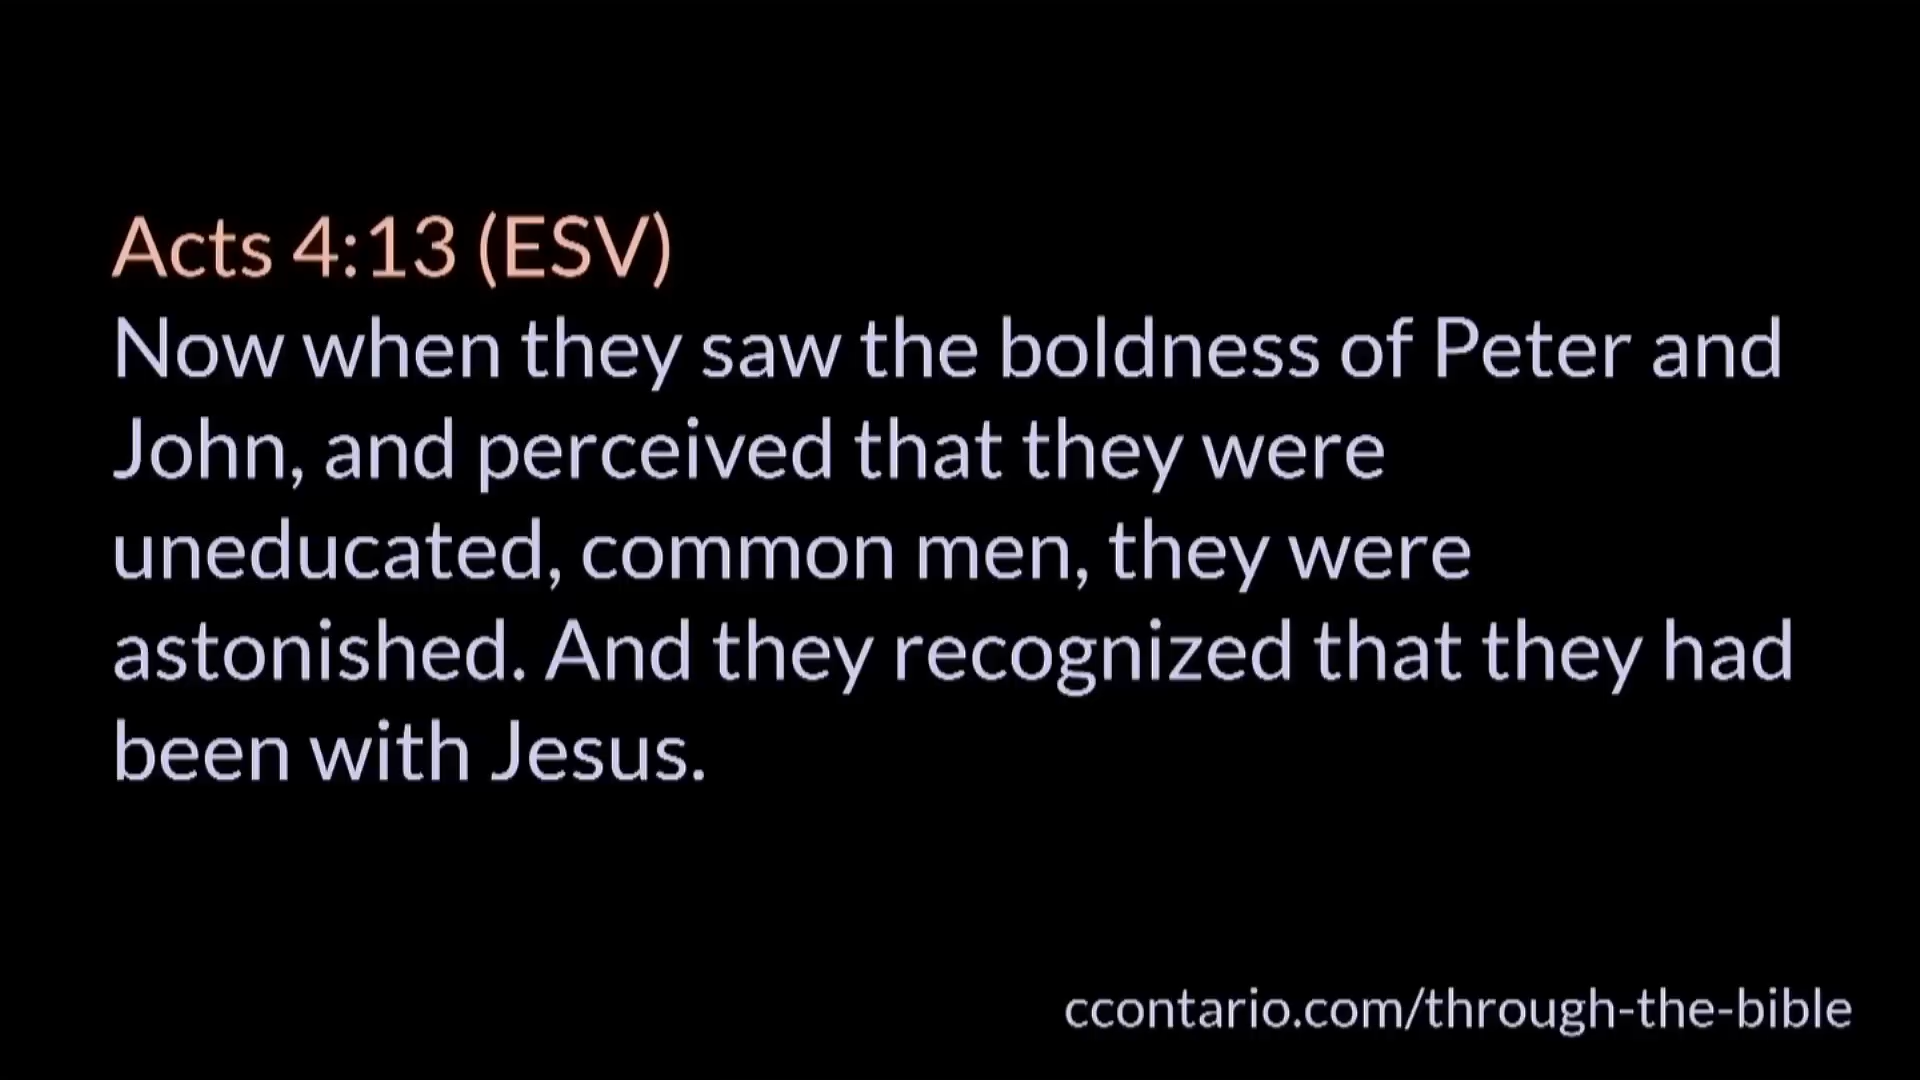 Acts 4:13 (ESV)
Now when they saw the boldness of Peter and
John, and perceived that they were
uneducated, common men, they were
astonished. And they recognized that they had
been with Jesus.
ccontario.com/through-the-bible